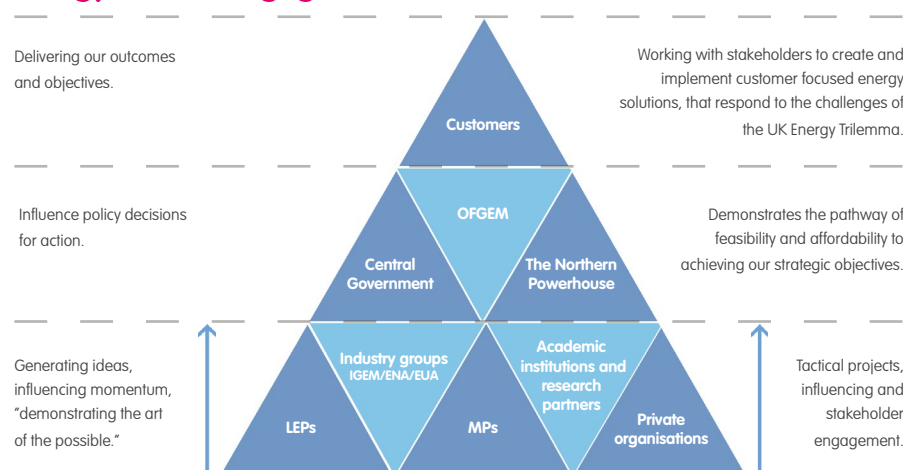 Delivering our outcomes
and objectives.
Working with stakeholders to create and
implement customer focused energy
solutions, that respond to the challenges of
the UK Energy Trilemma.
Customers
Influence policy decisions
for action.
OFGEM
Central
Government
The Northern
Powerhouse
Demonstrates the pathway of
feasibility and affordability to
achieving our strategic objectives.
Generating ideas,
influencing momentum,
“demonstrating the art
of the possible.”
LEPs
Industry groups
IGEM/ENA/EUA
MPs
Academic
institutions and
research
partners
Private
organisations
Tactical projects,
influencing and
stakeholder
engagement.